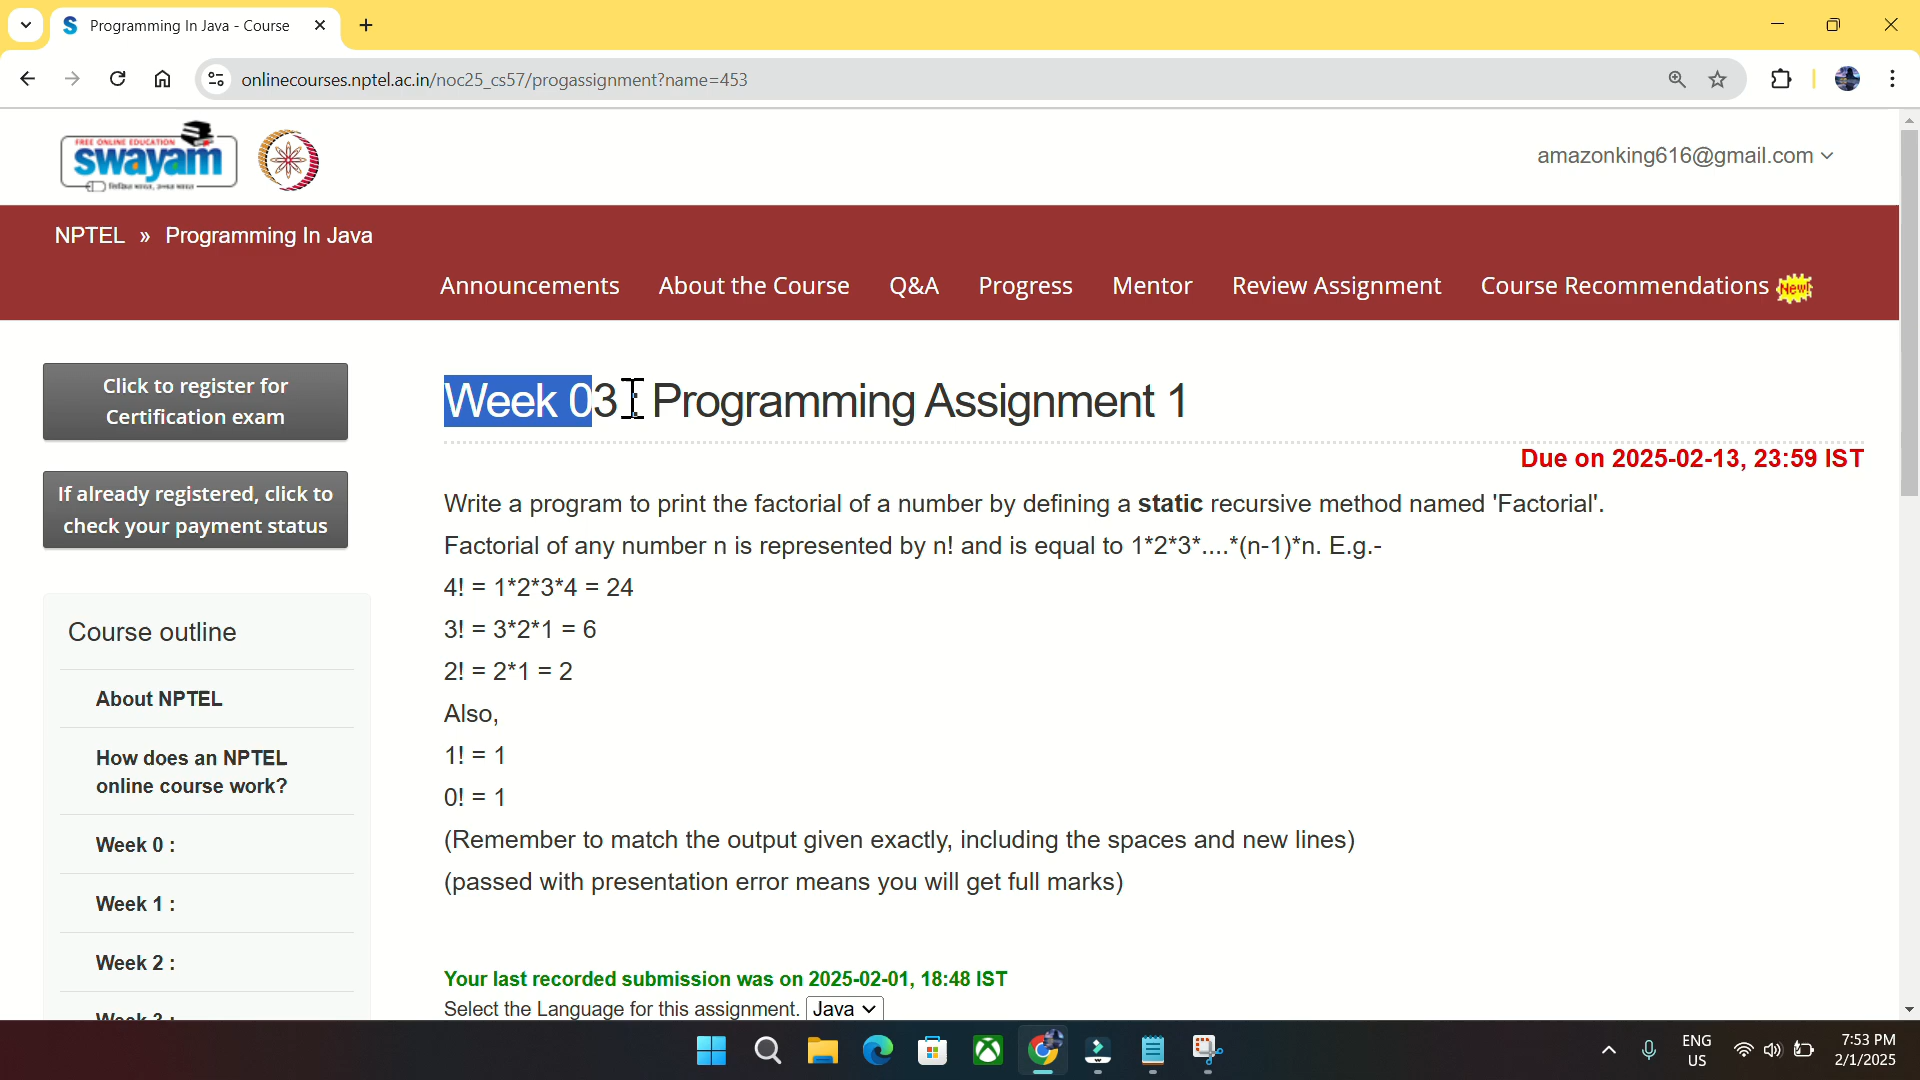 Programming In Java - Course
onlinecourses.nptel.ac.in/noc25_cs57/progassignment?name=453
FREE ONLINE EDUCATION
swayam
amazonking616@gmail.com
NPTEL » Programming In Java
Announcements About the Course Q&A Progress Mentor Review Assignment Course Recommendations New!
Click to register for
Certification exam
If already registered, click to
check your payment status
Course outline
About NPTEL
How does an NPTEL
online course work?
Week 0 :
Week 1 :
Week 2 :
Week 3 :
Week 03 : Programming Assignment 1
Due on 2025-02-13, 23:59 IST
Write a program to print the factorial of a number by defining a static recursive method named 'Factorial'.
Factorial of any number n is represented by n! and is equal to 1*2*3*....*(n-1)*n. E.g.-
4! = 1*2*3*4 = 24
3! = 3*2*1 = 6
2! = 2*1 = 2
Also,
1! = 1
0! = 1
(Remember to match the output given exactly, including the spaces and new lines)
(passed with presentation error means you will get full marks)
Your last recorded submission was on 2025-02-01, 18:48 IST
Select the Language for this assignment. Java
ENG
US
7:53 PM
2/1/2025